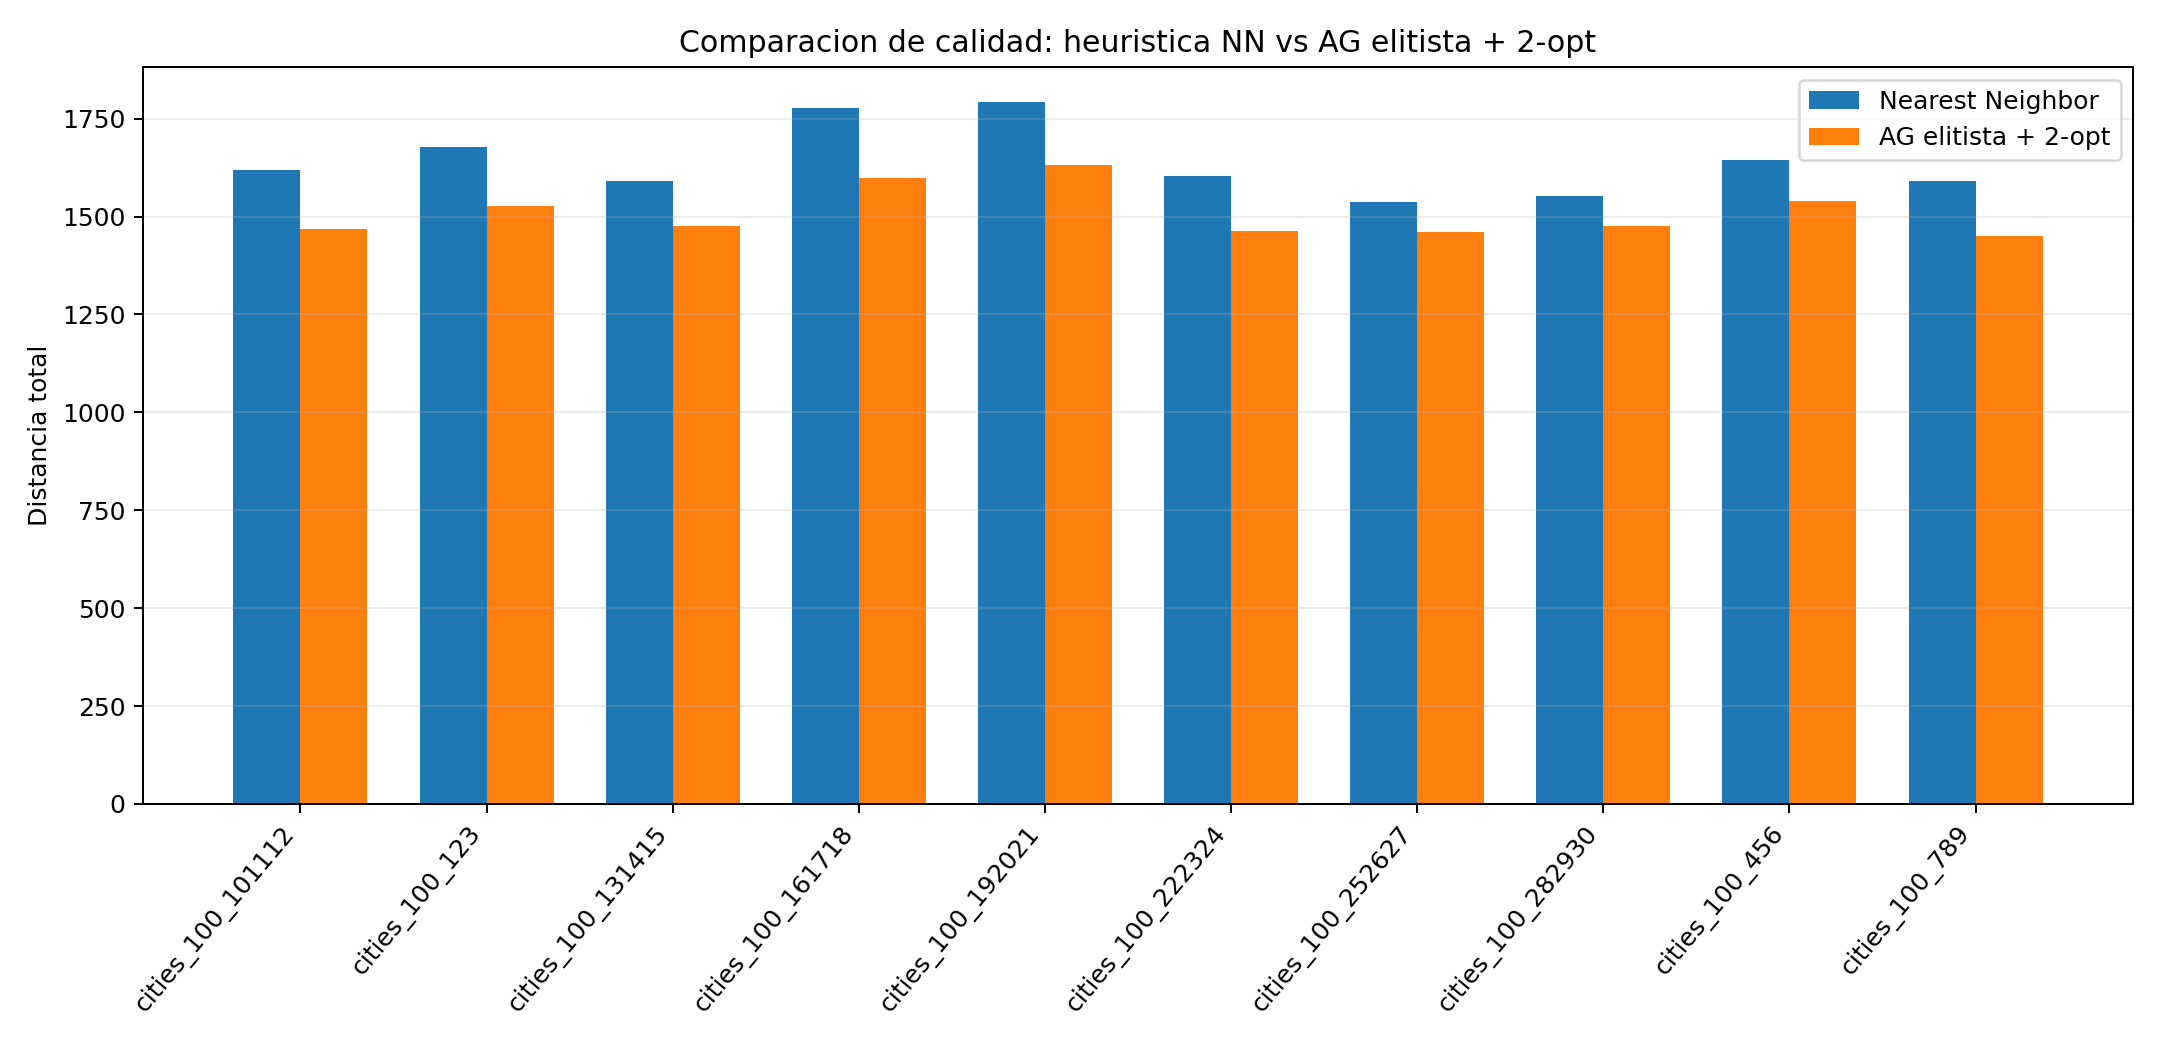 Comparacion de calidad: heuristica NN vs AG elitista + 2-opt
Nearest Neighbor
AG elitista + 2-opt
Distancia total
1750
1500
1250
1000
750
500
250
0
cities_100_101112
cities_100_123
cities_100_131415
cities_100_161718
cities_100_192021
cities_100_222324
cities_100_252627
cities_100_282930
cities_100_456
cities_100_789